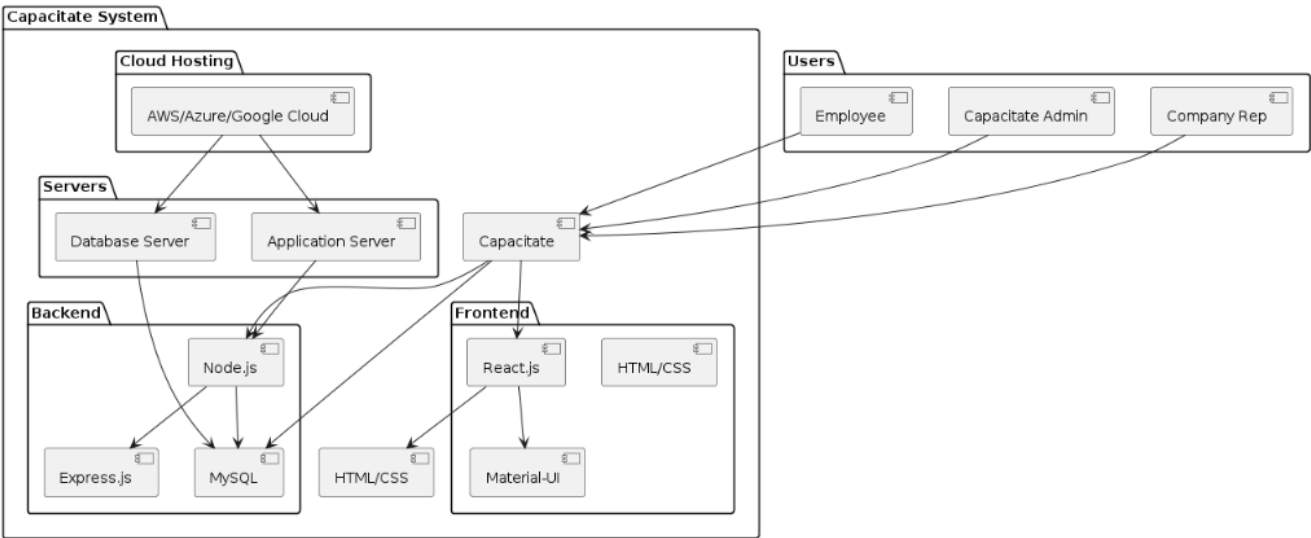 Capacitate System
Cloud Hosting
AWS/Azure/Google Cloud
Users
Employee
Capacitate Admin
Company Rep
Servers
Database Server
Application Server
Capacitate
Backend
Node.js
Express.js
MySQL
HTML/CSS
Frontend
React.js
HTML/CSS
Material-UI